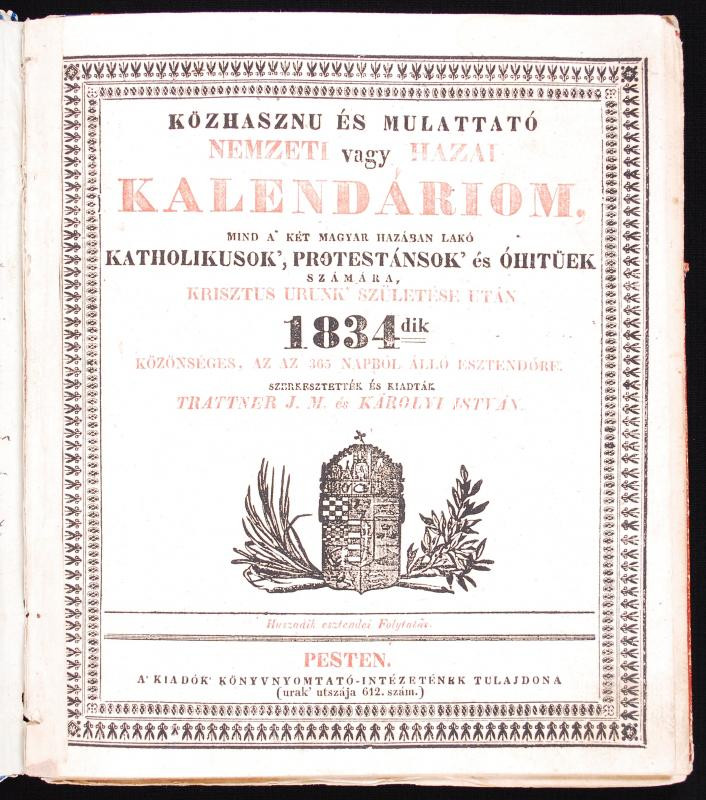 KÖZHASZNU ÉS MULATTATÓ
NEMZETI vagy HAZAI
KALENDÁRIOM,
MIND A' KÉT MAGYAR HAZÁBAN LAKÓ
KATHOLIKUSOK', PROTESTÁNSOK' és ÓHITÜEK
SZÁMÁRA,
KRISZTUS URUNK' SZÜLETÉSE UTÁN
1834dik
KÖZÖNSÉGES, AZ AZ 365 NAPBOL ÁLLÓ ESZTENDŐRE.
SZERKESZTETTÉK ÉS KIADTÁK
TRATTNER J. M. és KÁROLYI ISTVÁN.
Huszadik esztendei Folytatás.
PESTEN.
A' KIADÓK' KÖNYVNYOMTATÓ-INTÉZETÉNEK TULAJDONA
(urak' utszája 612. szám.)